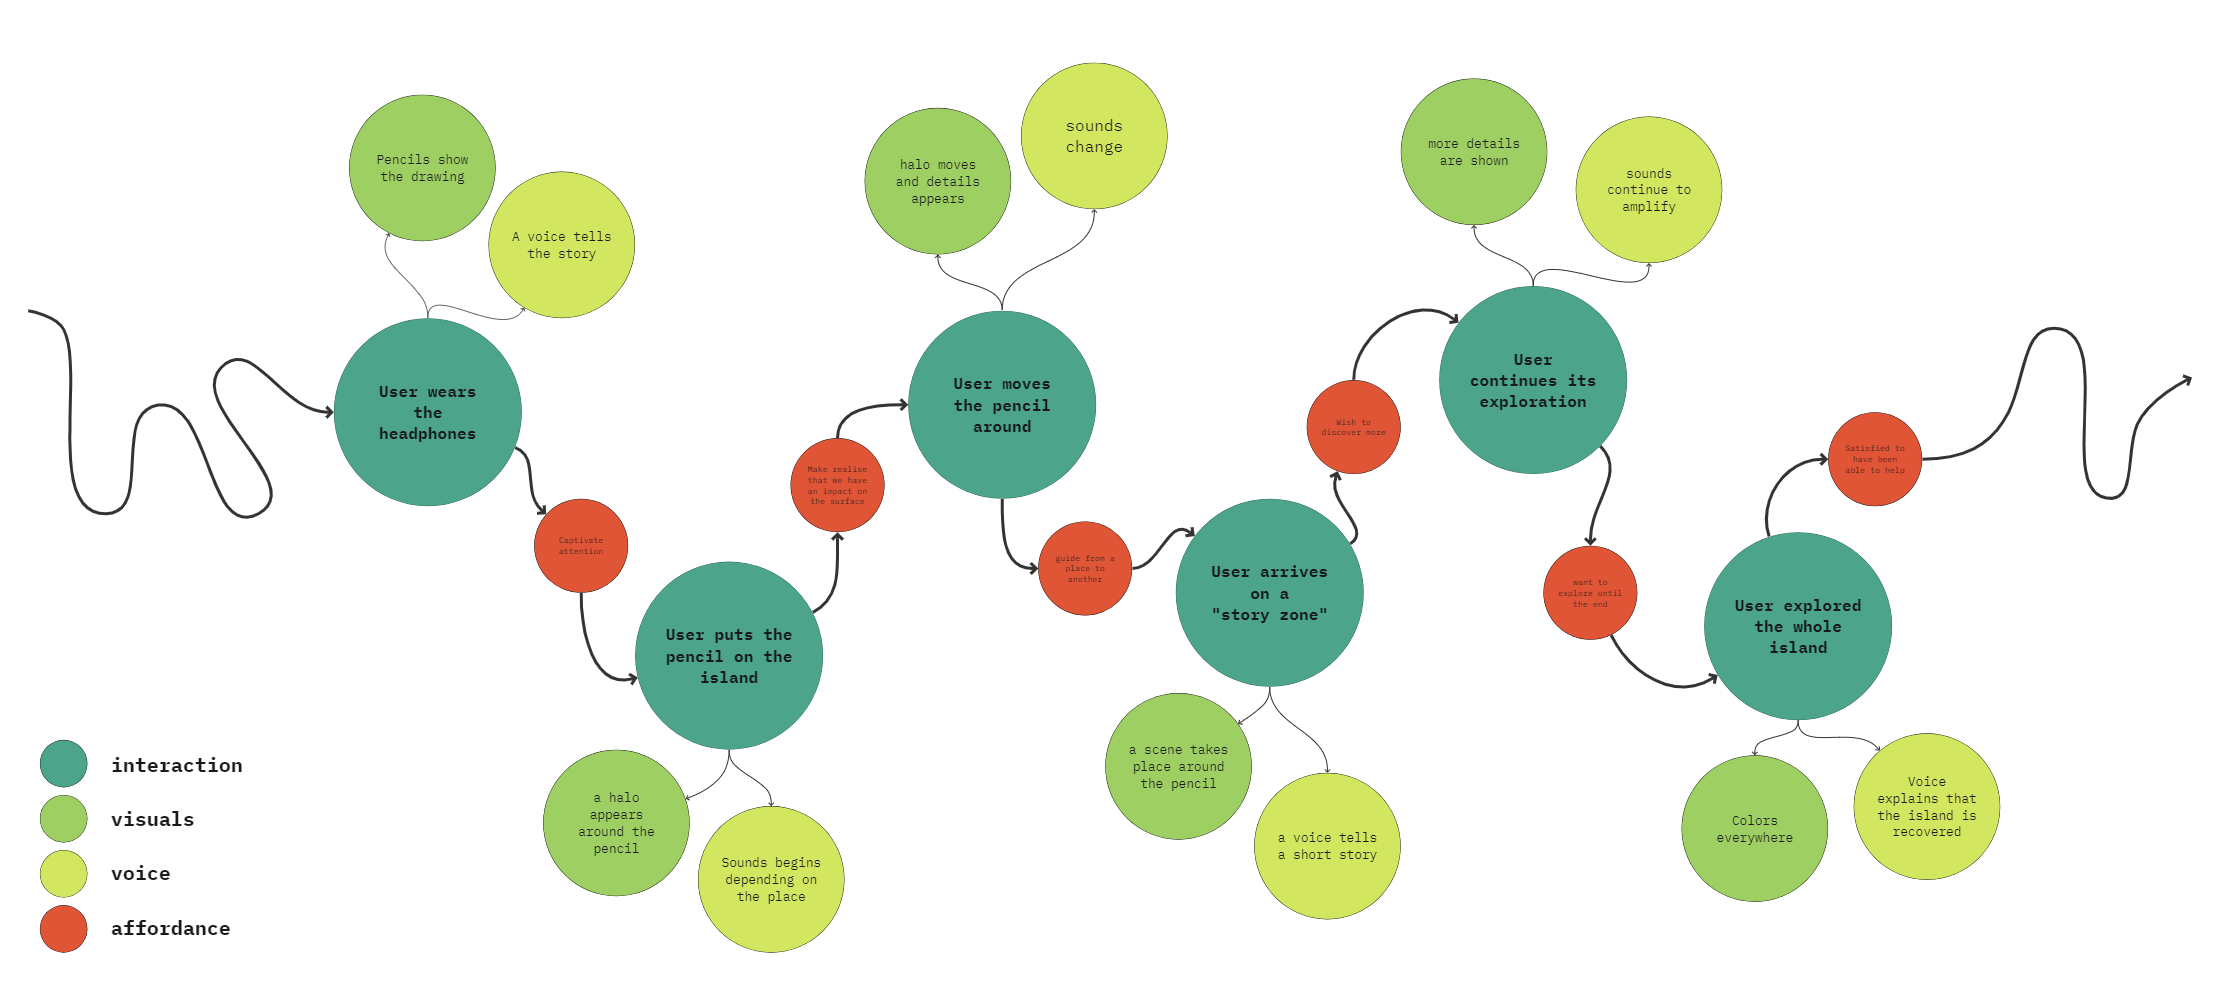 Pencils show
the drawing
A voice tells
the story
User wears
the
headphones
Captivate
attention
User puts the
pencil on the
island
a halo
appears
around the
pencil
Sounds begins
depending on
the place
Make realise
that we have
an impact on
the surface
User moves
the pencil
around
halo moves
and details
appears
sounds
change
guide from a
place to
another
User arrives
on a
"story zone"
a scene takes
place around
the pencil
a voice tells
a short story
Wish to
discover more
User
continues its
exploration
more details
are shown
sounds
continue to
amplify
want to
explore until
the end
User explored
the whole
island
Colors
everywhere
Voice
explains that
the island is
recovered
Satisfied to
have been
able to help
interaction
visuals
voice
affordance